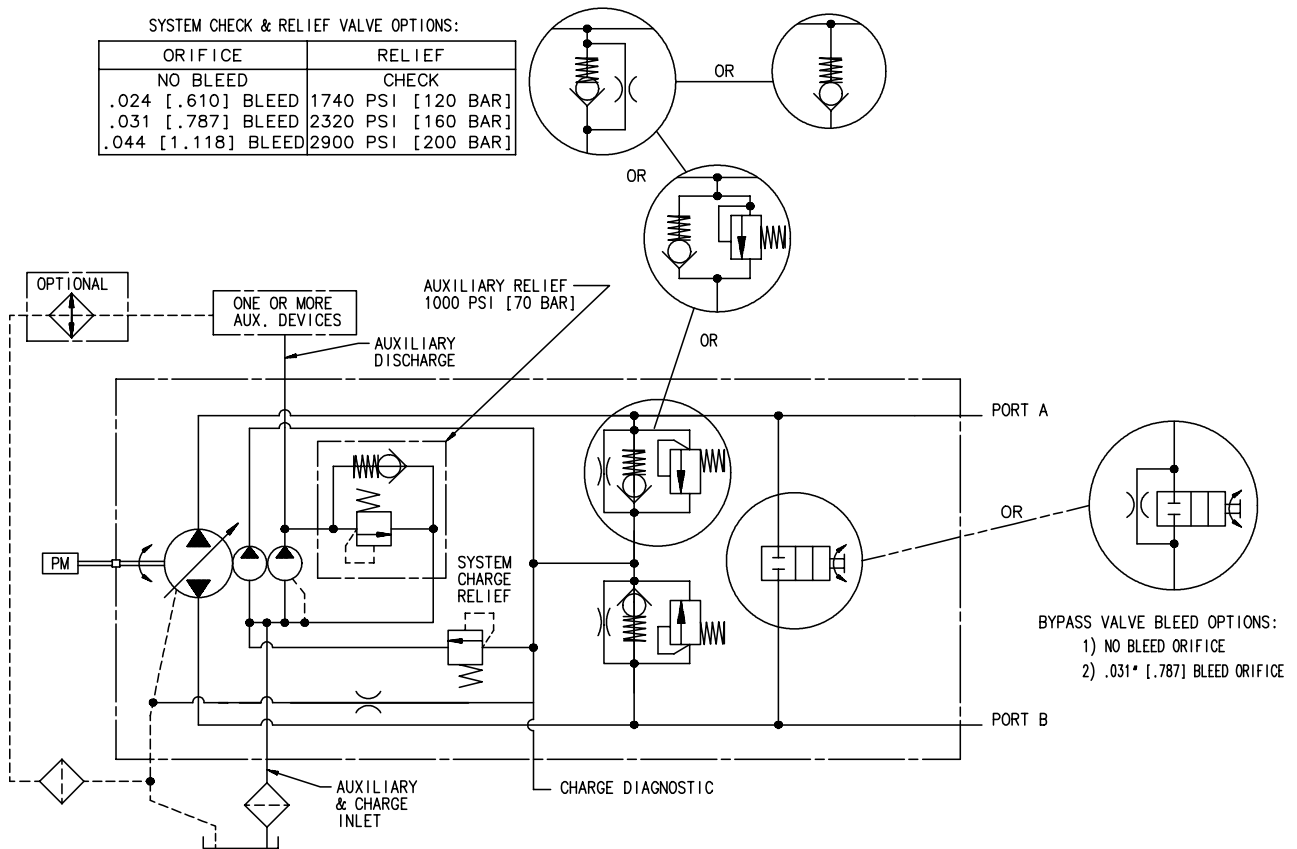 SYSTEM CHECK & RELIEF VALVE OPTIONS:
ORIFICE RELIEF
NO BLEED CHECK
.024 [.610] BLEED 1740 PSI [120 BAR]
.031 [.787] BLEED 2320 PSI [160 BAR]
.044 [1.118] BLEED 2900 PSI [200 BAR]
OR
OR
OR
OPTIONAL
ONE OR MORE
AUX. DEVICES
AUXILIARY RELIEF
1000 PSI [70 BAR]
AUXILIARY
DISCHARGE
PORT A
OR
PM
SYSTEM
CHARGE
RELIEF
BYPASS VALVE BLEED OPTIONS:
1) NO BLEED ORIFICE
2) .031" [.787] BLEED ORIFICE
PORT B
AUXILIARY
& CHARGE
INLET
CHARGE DIAGNOSTIC